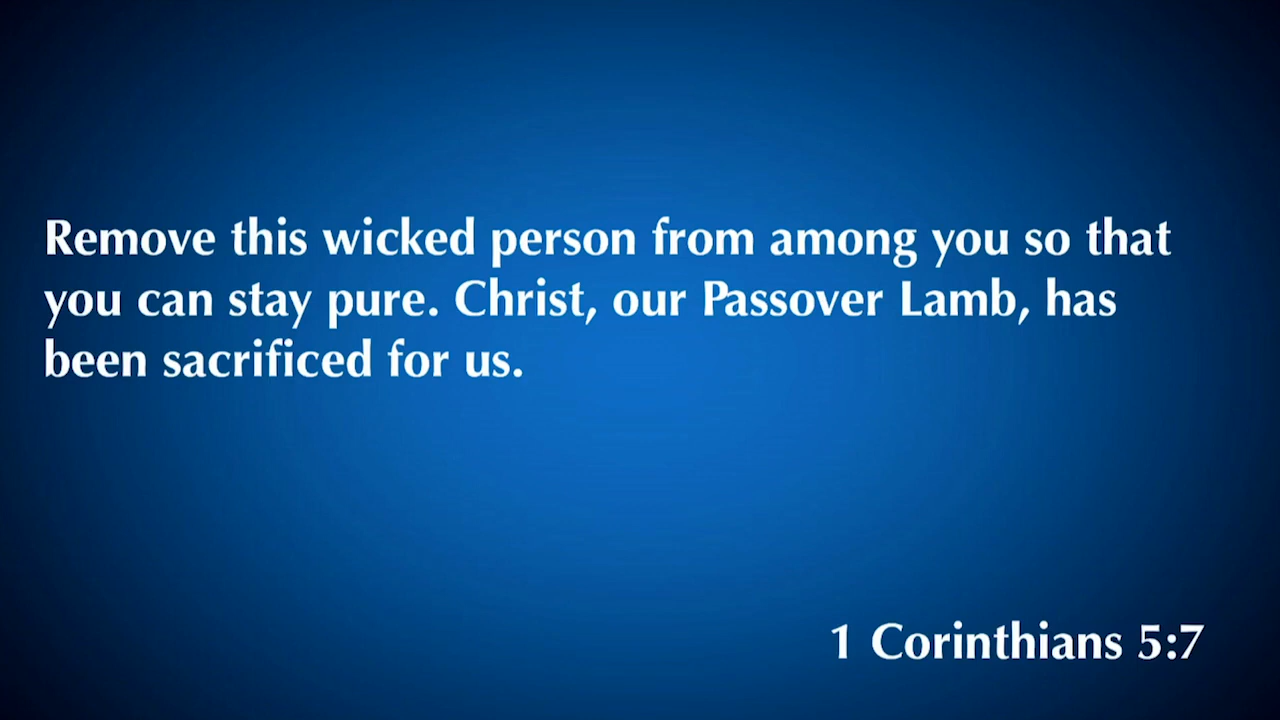 Remove this wicked person from among you so that
you can stay pure. Christ, our Passover Lamb, has
been sacrificed for us.
1 Corinthians 5:7